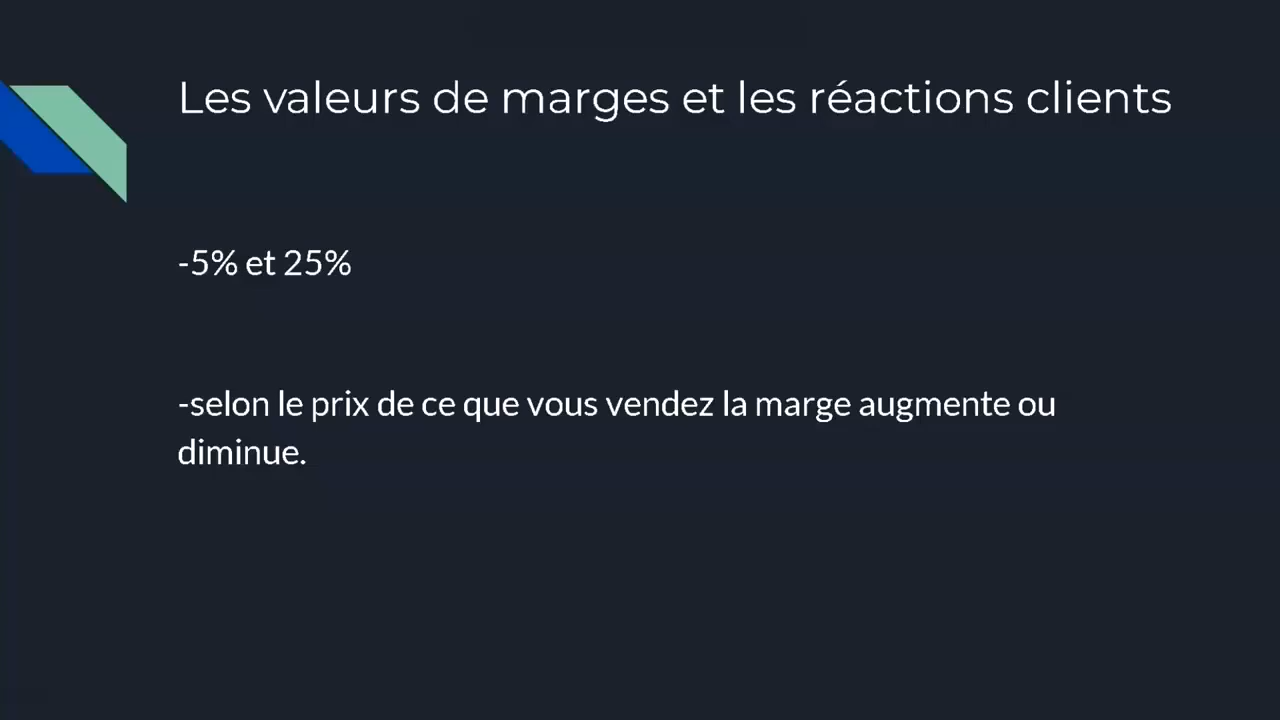 Les valeurs de marges et les réactions clients
-5% et 25%
-selon le prix de ce que vous vendez la marge augmente ou
diminue.